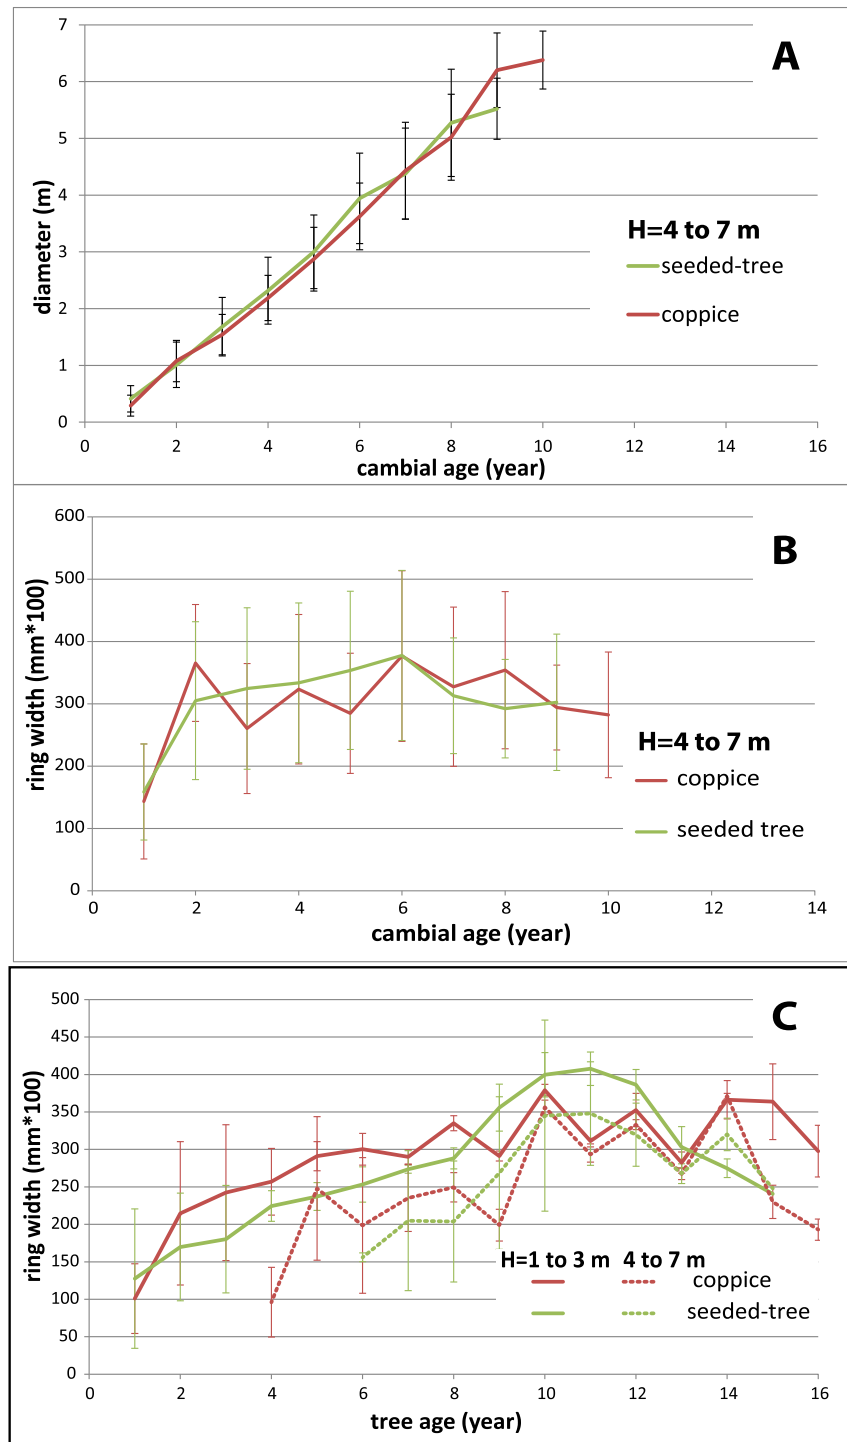 A
7
6
5
4
3
2
1
0
diameter (m)
H=4 to 7 m
seeded-tree
coppice
0 2 4 6 8 10 12 14 16
cambial age (year)
B
600
500
400
300
200
100
0
ring width (mm*100)
H=4 to 7 m
coppice
seeded tree
0 2 4 6 8 10 12 14
cambial age (year)
C
500
450
400
350
300
250
200
150
100
50
0
ring width (mm*100)
H=1 to 3 m 4 to 7 m
coppice
seeded-tree
0 2 4 6 8 10 12 14 16
tree age (year)